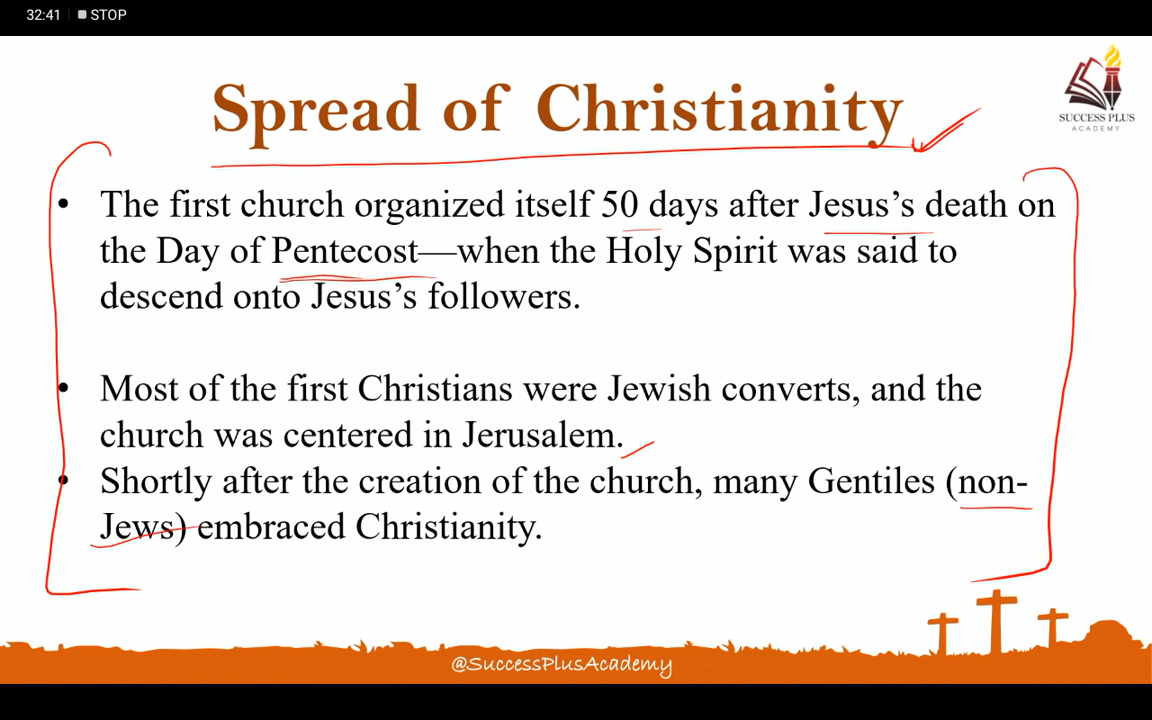 32:41 STOP
Spread of Christianity
SUCCESS PLUS
ACADEMY
• The first church organized itself 50 days after Jesus’s death on
the Day of Pentecost—when the Holy Spirit was said to
descend onto Jesus’s followers.
• Most of the first Christians were Jewish converts, and the
church was centered in Jerusalem.
• Shortly after the creation of the church, many Gentiles (non-
Jews) embraced Christianity.
@SuccessPlusAcademy